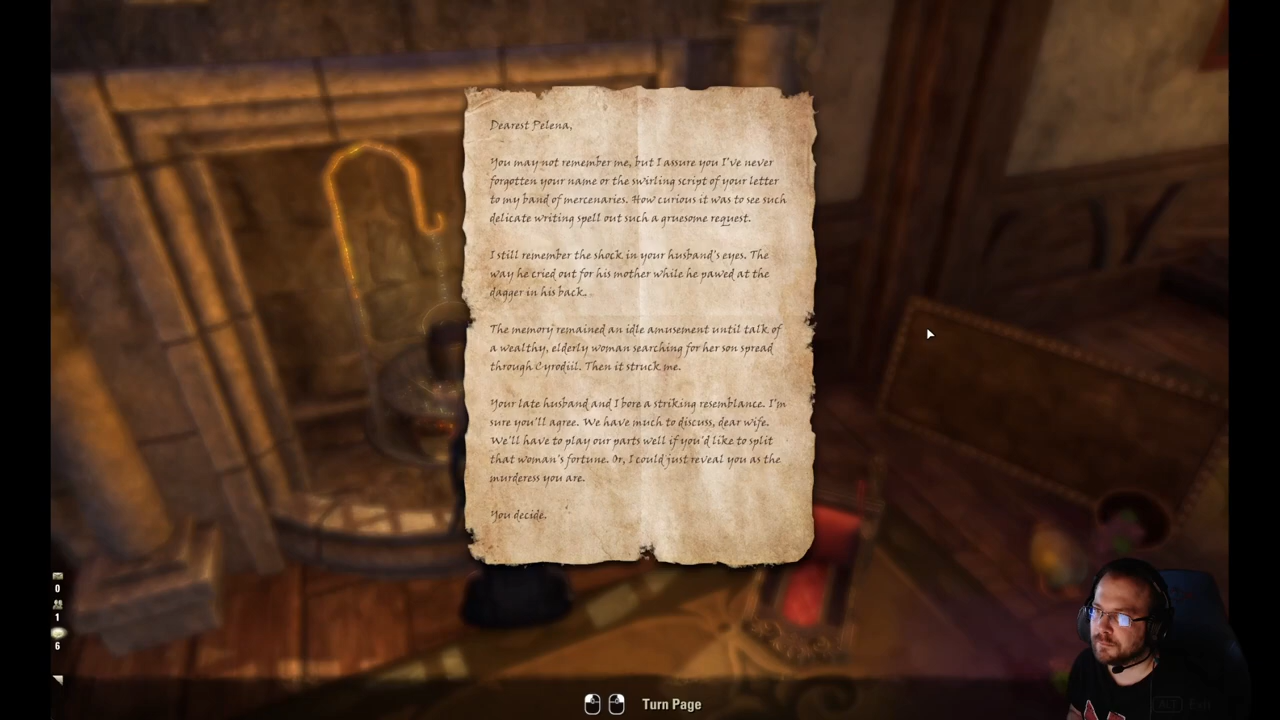 Dearest Pelena,
You may not remember me, but I assure you I've never
forgotten your name or the swirling script of your letter
to my band of mercenaries. How curious it was to see such
delicate writing spell out such a gruesome request.
I still remember the shock in your husband's eyes. The
way he cried out for his mother while he pawed at the
dagger in his back.
The memory remained an idle amusement until talk of
a wealthy, elderly woman searching for her son spread
through Cyrodiil. Then it struck me.
Your late husband and I bore a striking resemblance. I'm
sure you'll agree. We have much to discuss, dear wife.
We'll have to play our parts well if you'd like to split
that woman's fortune. Or, I could just reveal you as the
murderess you are.
You decide.
0
1
6
Turn Page